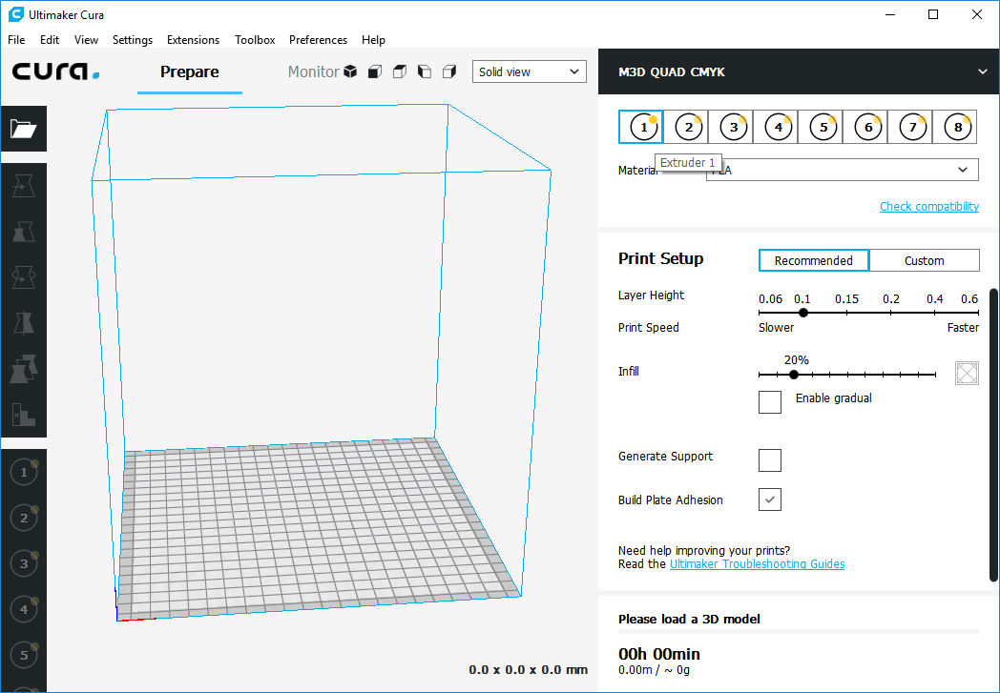 Ultimaker Cura
File Edit View Settings Extensions Toolbox Preferences Help
cura.
Prepare
Monitor
Solid view
M3D QUAD CMYK
1 2 3 4 5 6 7 8
Extruder 1
Material
Check compatibility
Print Setup
Recommended Custom
Layer Height
0.06 0.1 0.15 0.2 0.4 0.6
Print Speed
Slower Faster
Infill
20%
Enable gradual
Generate Support
Build Plate Adhesion
Need help improving your prints?
Read the Ultimaker Troubleshooting Guides
1
2
3
4
5
0.0 x 0.0 x 0.0 mm
Please load a 3D model
00h 00min
0.00m / ~ 0g